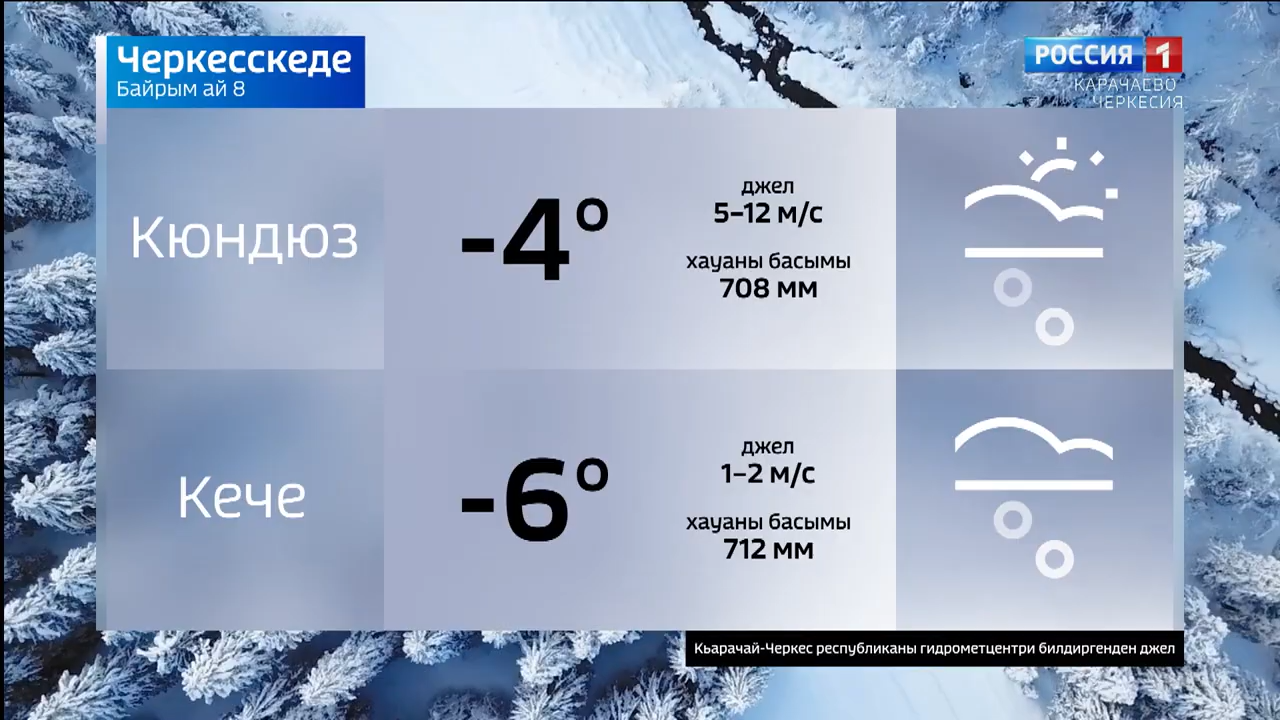 Черкесскеде
Байрым ай 8
РОССИЯ 1
КАРАЧАЕВО
ЧЕРКЕСИЯ
Кюндюз
-4°
джел
5–12 м/с
хауаны басымы
708 мм
Кече
-6°
джел
1–2 м/с
хауаны басымы
712 мм
Кьарачай-Черкес республиканы гидрометцентри билдиргенден джел